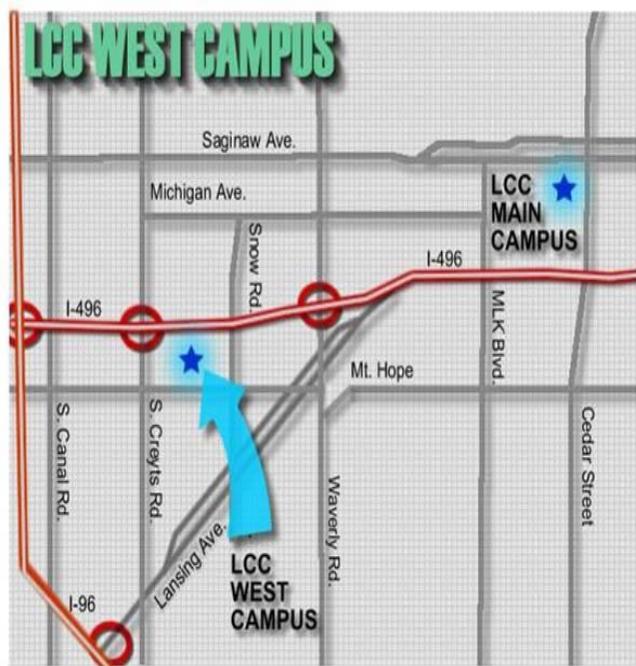 LCC WEST CAMPUS
Saginaw Ave.
Michigan Ave.
LCC
MAIN
CAMPUS
Snow Rd.
I-496
I-496
MLK Blvd.
Mt. Hope
S. Canal Rd.
S. Creyts Rd.
Waverly Rd.
Cedar Street
Lansing Ave.
LCC
WEST
CAMPUS
I-96